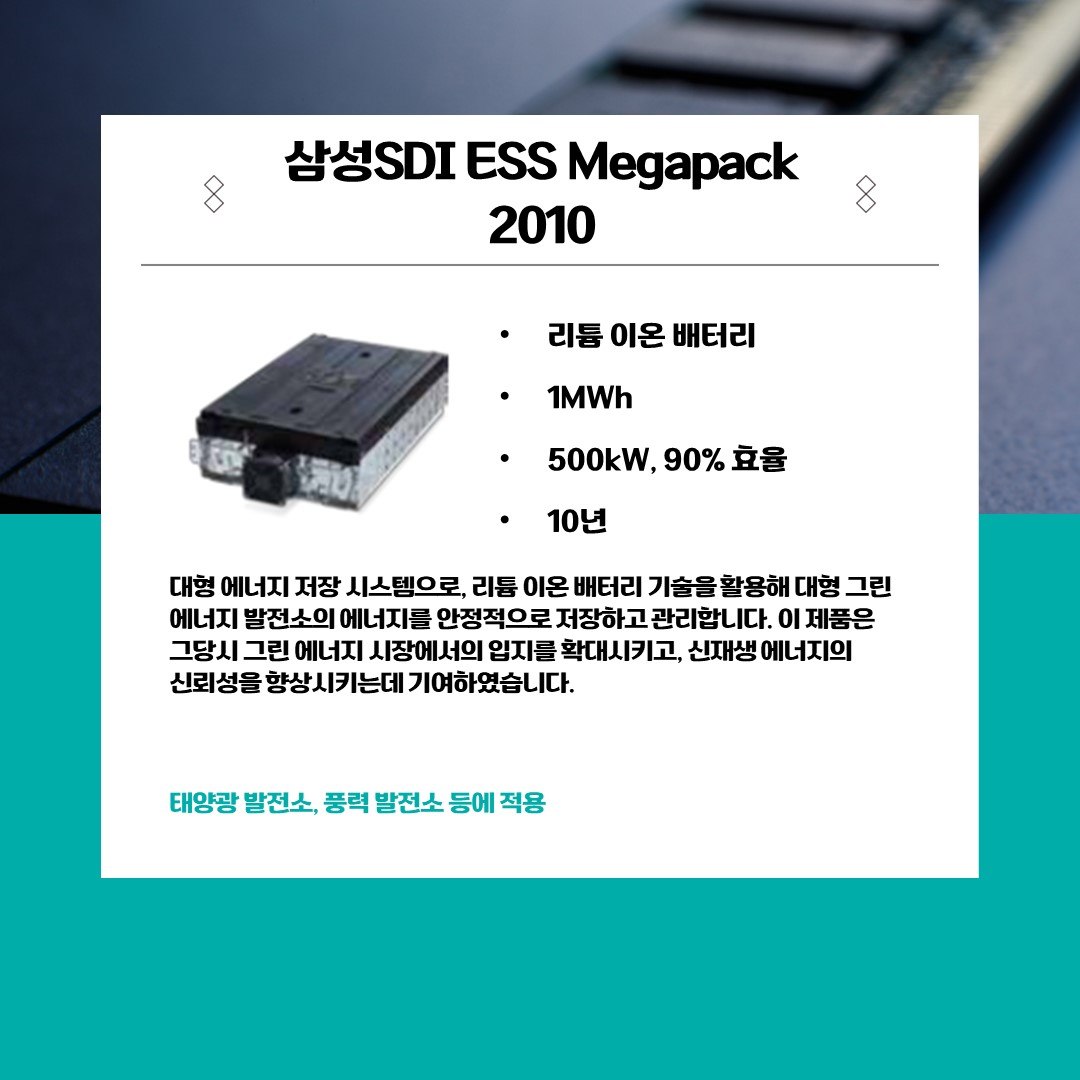 삼성SDI ESS Megapack
2010
• 리튬 이온 배터리
• 1MWh
• 500kW, 90% 효율
• 10년
대형 에너지 저장 시스템으로, 리튬 이온 배터리 기술을 활용해 대형 그린
에너지 발전소의 에너지를 안정적으로 저장하고 관리합니다. 이 제품은
그당시 그린 에너지 시장에서의 입지를 확대시키고, 신재생 에너지의
신뢰성을 향상시키는데 기여하였습니다.
태양광 발전소, 풍력 발전소 등에 적용